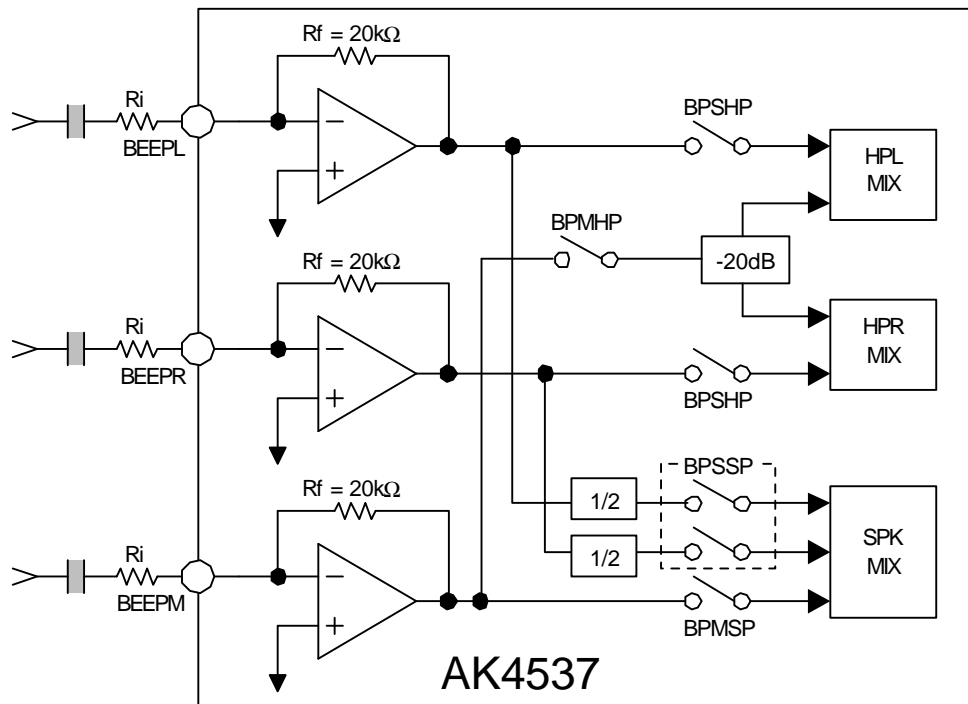 Rf = 20kΩ
Ri
BEEPL
−
+
BPSHP
HPL
MIX
BPMHP
-20dB
Rf = 20kΩ
Ri
BEEPR
−
+
HPR
MIX
BPSHP
Rf = 20kΩ
Ri
BEEPM
−
+
BPSSP
1/2
1/2
SPK
MIX
BPMSP
AK4537